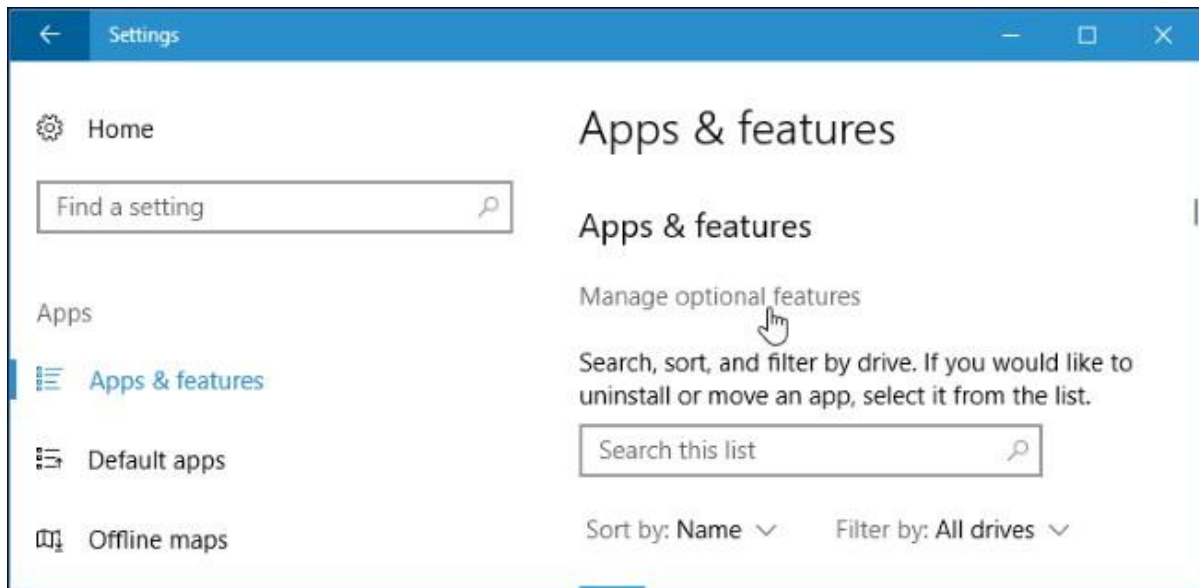 Settings
Home
Find a setting
Apps
Apps & features
Default apps
Offline maps
Apps & features
Apps & features
Manage optional features
Search, sort, and filter by drive. If you would like to
uninstall or move an app, select it from the list.
Search this list
Sort by: Name
Filter by: All drives